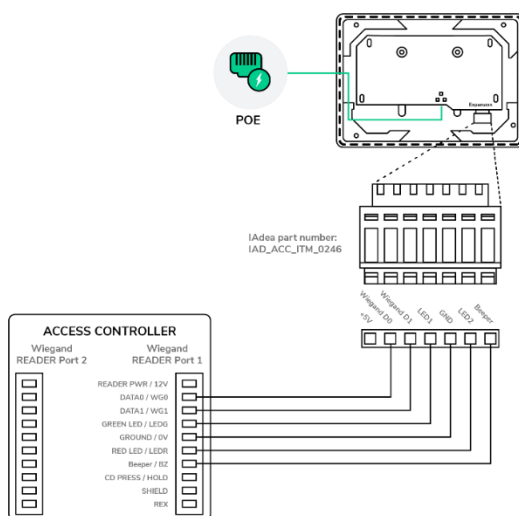 POE
Expansion
IAdea part number:
IAD_ACC_ITM_0246
+5V
Wiegand D0
Wiegand D1
LED1
GND
LED2
Beeper
ACCESS CONTROLLER
Wiegand
READER Port 2
Wiegand
READER Port 1
READER PWR / 12V
DATA0 / WG0
DATA1 / WG1
GREEN LED / LEDG
GROUND / 0V
RED LED / LEDR
Beeper / BZ
CD PRESS / HOLD
SHIELD
REX